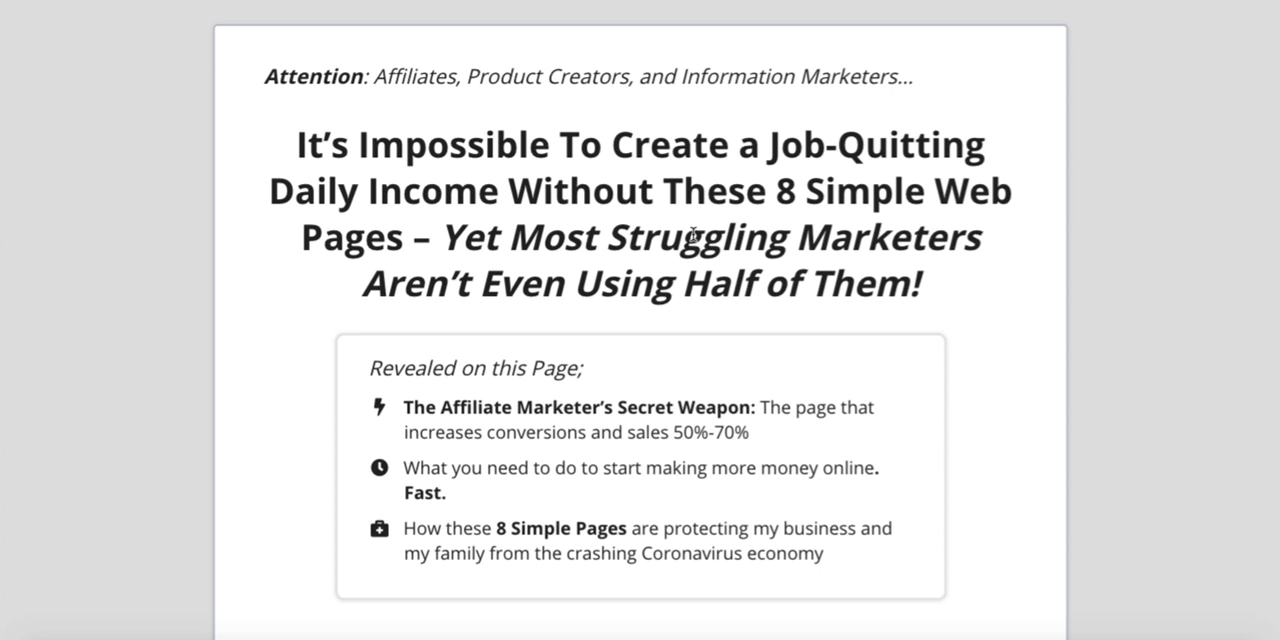 Attention: Affiliates, Product Creators, and Information Marketers...
It’s Impossible To Create a Job-Quitting
Daily Income Without These 8 Simple Web
Pages – Yet Most Struggling Marketers
Aren’t Even Using Half of Them!
Revealed on this Page;
The Affiliate Marketer’s Secret Weapon: The page that
increases conversions and sales 50%-70%
What you need to do to start making more money online.
Fast.
How these 8 Simple Pages are protecting my business and
my family from the crashing Coronavirus economy